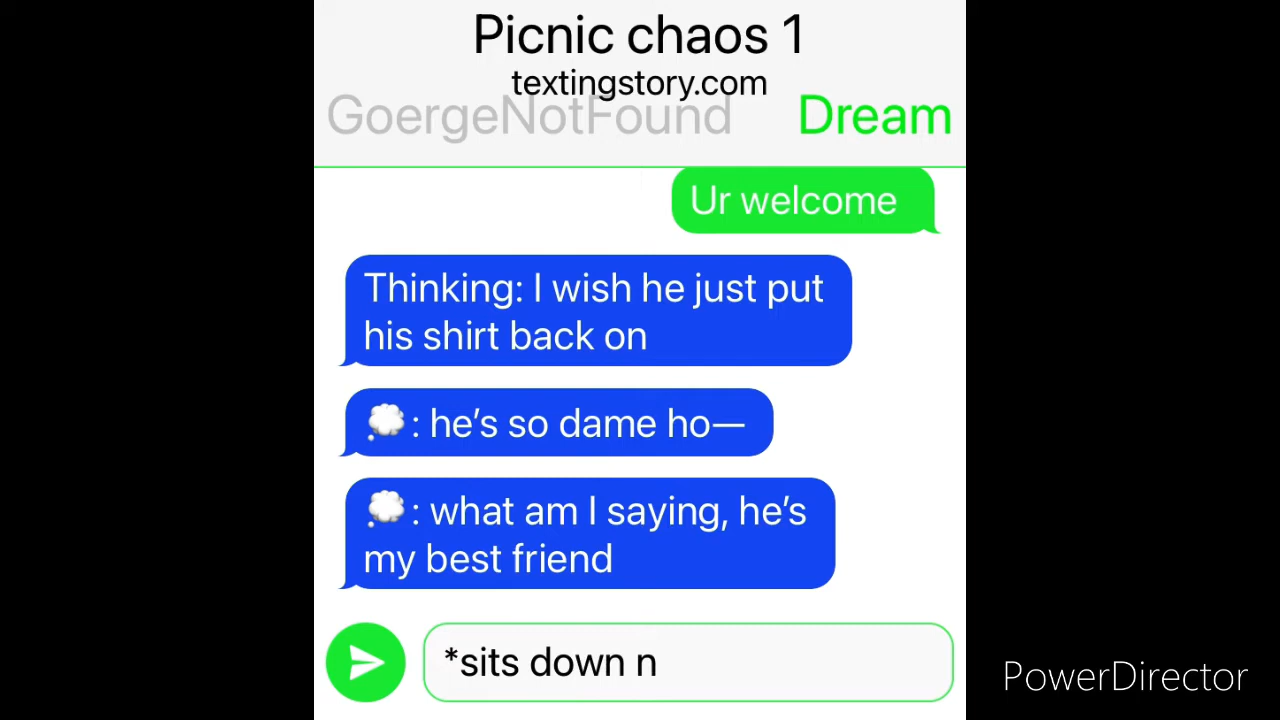 Picnic chaos 1
textingstory.com
GoergeNotFound Dream
Ur welcome
Thinking: I wish he just put
his shirt back on
💭: he’s so dame ho—
💭: what am I saying, he’s
my best friend
*sits down n
PowerDirector